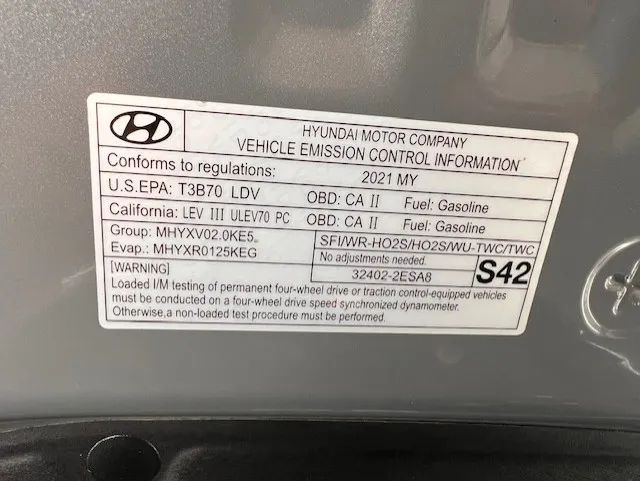 HYUNDAI MOTOR COMPANY
VEHICLE EMISSION CONTROL INFORMATION
Conforms to regulations: 2021 MY
U.S.EPA: T3B70 LDV OBD: CA II Fuel: Gasoline
California: LEV III ULEV70 PC OBD: CA II Fuel: Gasoline
Group: MHYXV02.0KE5 SFI/WR-HO2S/HO2S/WU-TWC/TWC
Evap.: MHYXR0125KEG No adjustments needed.
32402-2ESA8 S42
[WARNING]
Loaded I/M testing of permanent four-wheel drive or traction control-equipped vehicles
must be conducted on a four-wheel drive speed synchronized dynamometer.
Otherwise,a non-loaded test procedure must be performed.